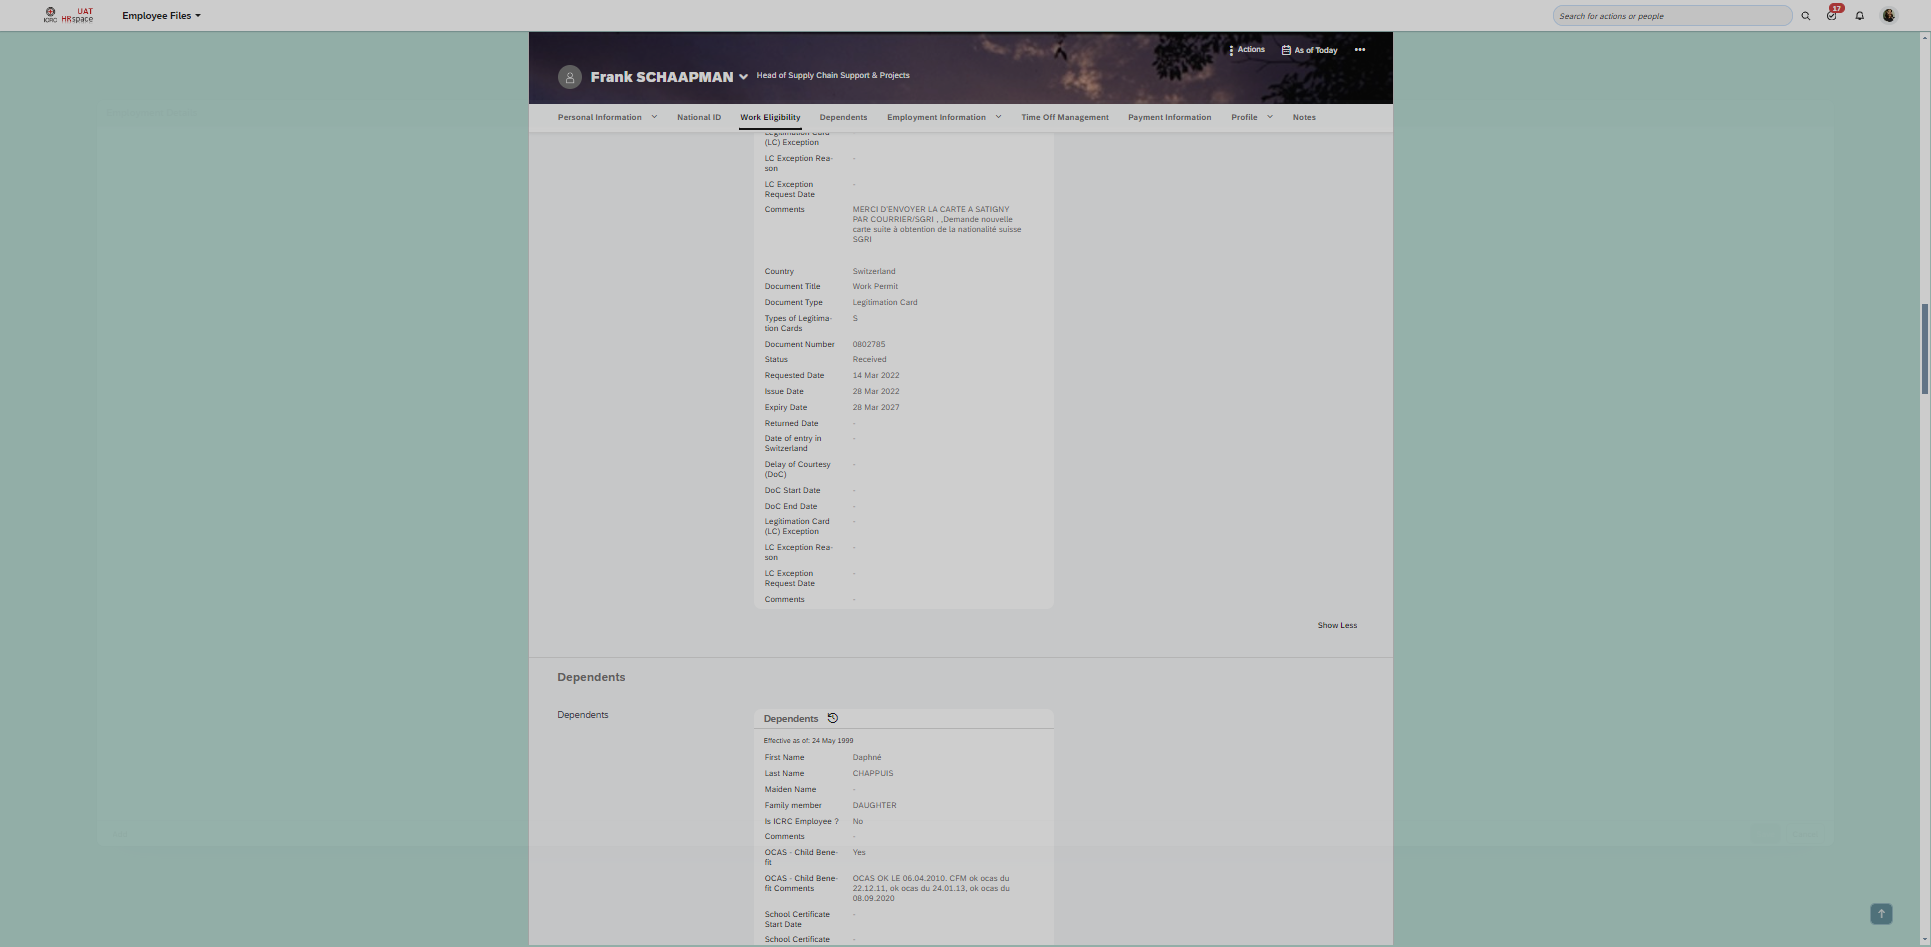 ICRC
UAT
HRspace
Employee Files
Search for actions or people
17
Actions
As of Today
Frank SCHAAPMAN
Head of Supply Chain Support & Projects
Personal Information
National ID
Work Eligibility
Dependents
Employment Information
Time Off Management
Payment Information
Profile
Notes
Legitimation Card
(LC) Exception
LC Exception Rea-
son
-
LC Exception
Request Date
-
Comments
MERCI D'ENVOYER LA CARTE A SATIGNY
PAR COURRIER/SGRI , ,Demande nouvelle
carte suite à obtention de la nationalité suisse
SGRI
Country
Switzerland
Document Title
Work Permit
Document Type
Legitimation Card
Types of Legitima-
tion Cards
S
Document Number
0802785
Status
Received
Requested Date
14 Mar 2022
Issue Date
28 Mar 2022
Expiry Date
28 Mar 2027
Returned Date
-
Date of entry in
Switzerland
-
Delay of Courtesy
(DoC)
-
DoC Start Date
-
DoC End Date
-
Legitimation Card
(LC) Exception
-
LC Exception Rea-
son
-
LC Exception
Request Date
-
Comments
-
Show Less
Dependents
Dependents
Dependents
Effective as of: 24 May 1999
First Name
Daphné
Last Name
CHAPPUIS
Maiden Name
-
Family member
DAUGHTER
Is ICRC Employee ?
No
Comments
-
OCAS - Child Bene-
fit
Yes
OCAS - Child Bene-
fit Comments
OCAS OK LE 06.04.2010. CFM ok ocas du
22.12.11, ok ocas du 24.01.13, ok ocas du
08.09.2020
School Certificate
Start Date
-
School Certificate
-